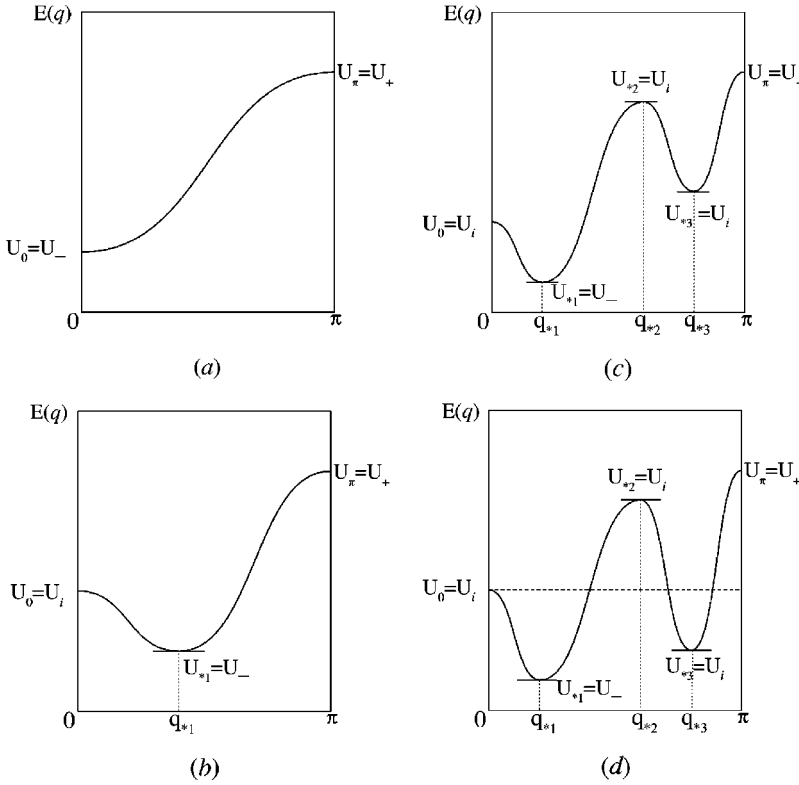 E(q)
U_π=U_+
U_0=U_−
0
π
(a)
E(q)
U_*2=U_i
U_π=U_
U_*3=U_i
U_0=U_i
U_*1=U_−
0
q_*1
q_*2
q_*3
π
(c)
E(q)
U_π=U_+
U_0=U_i
U_*1=U_−
0
q_*1
π
(b)
E(q)
U_*2=U_i
U_π=U_+
U_0=U_i
U_*3=U_i
U_*1=U_−
0
q_*1
q_*2
q_*3
π
(d)